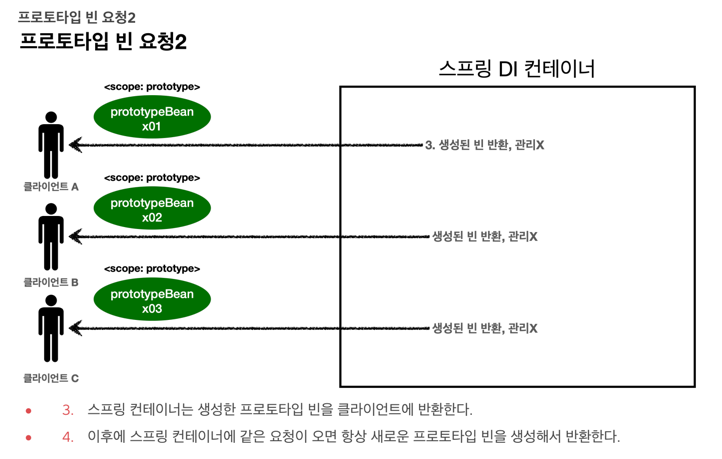 프로토타입 빈 요청2
프로토타입 빈 요청2
스프링 DI 컨테이너
<scope: prototype>
prototypeBean
x01
3. 생성된 빈 반환, 관리X
클라이언트 A
<scope: prototype>
prototypeBean
x02
생성된 빈 반환, 관리X
클라이언트 B
<scope: prototype>
prototypeBean
x03
생성된 빈 반환, 관리X
클라이언트 C
• 3. 스프링 컨테이너는 생성한 프로토타입 빈을 클라이언트에 반환한다.
• 4. 이후에 스프링 컨테이너에 같은 요청이 오면 항상 새로운 프로토타입 빈을 생성해서 반환한다.